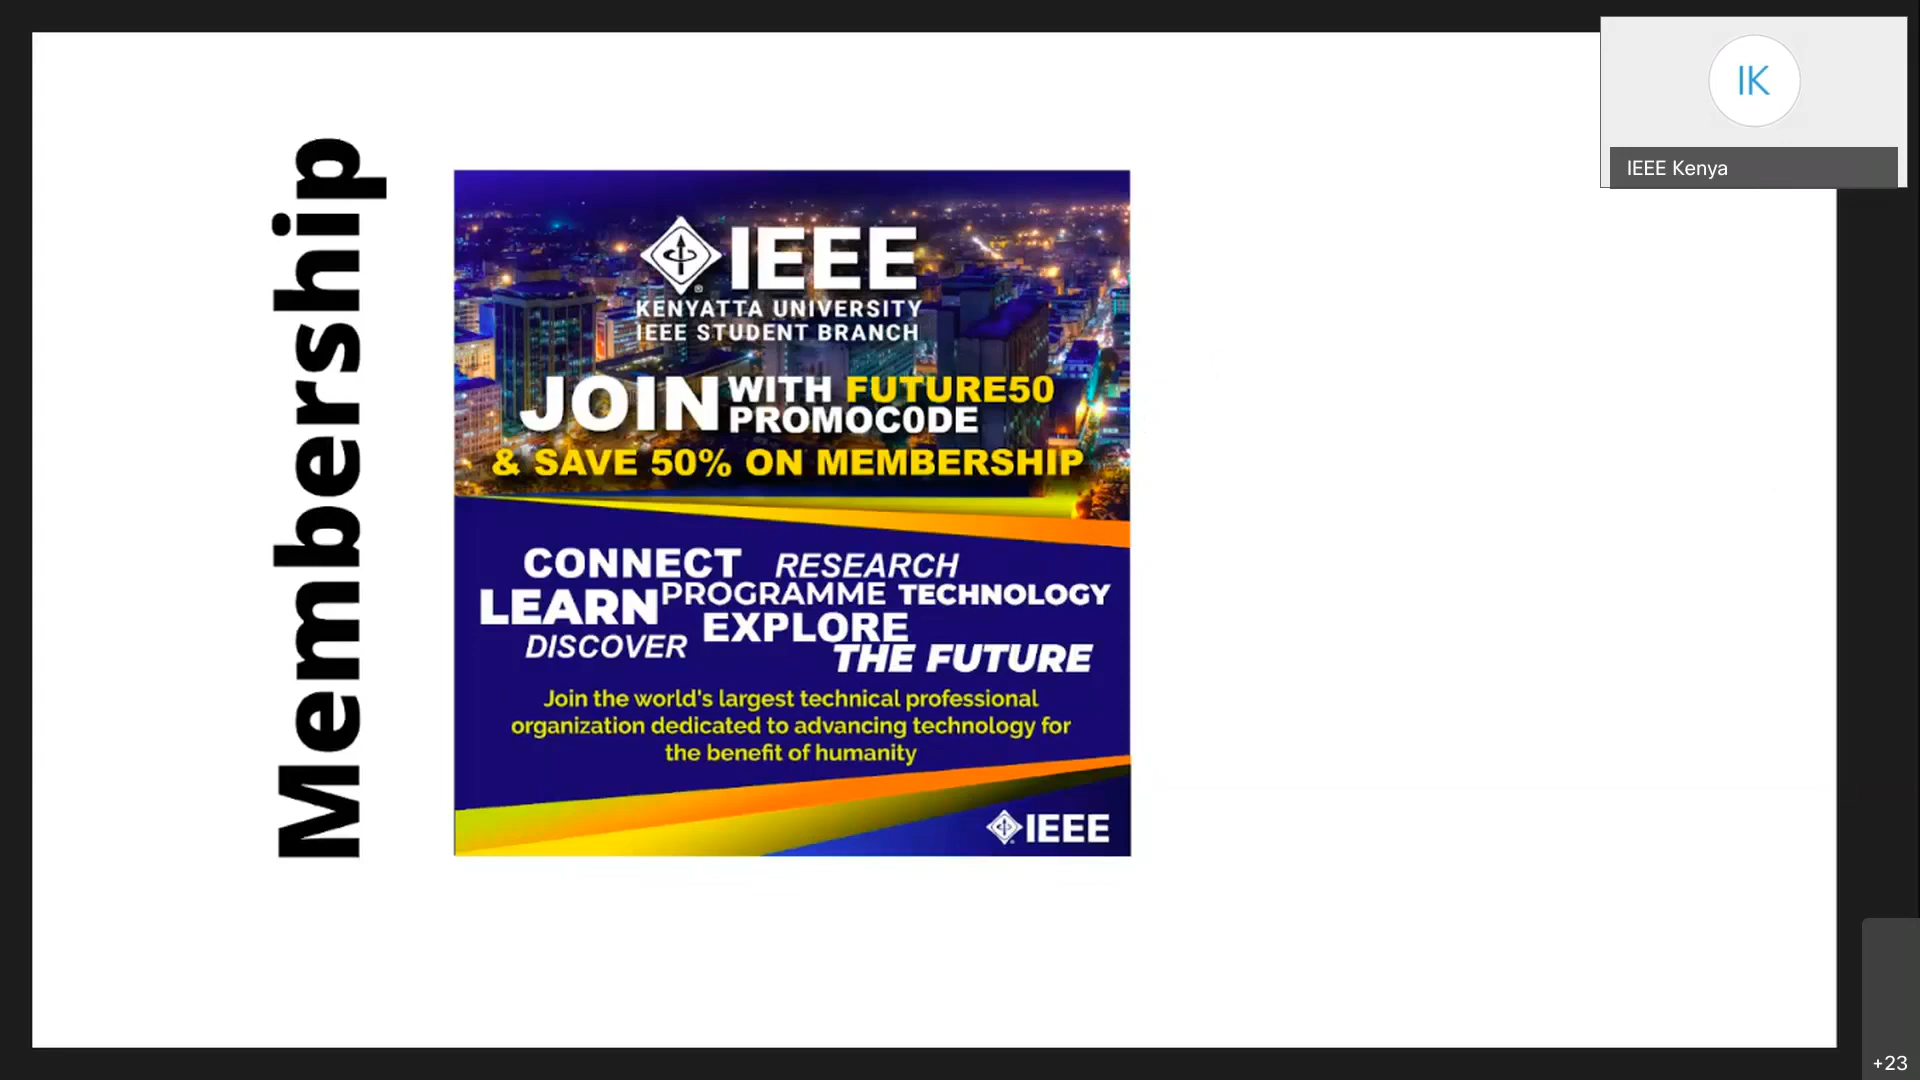 Membership
IEEE
KENYATTA UNIVERSITY
IEEE STUDENT BRANCH
JOIN WITH FUTURE50
PROMOC0DE
& SAVE 50% ON MEMBERSHIP
CONNECT RESEARCH
LEARN PROGRAMME TECHNOLOGY
DISCOVER EXPLORE
THE FUTURE
Join the world's largest technical professional
organization dedicated to advancing technology for
the benefit of humanity
IEEE
IK
IEEE Kenya
+23